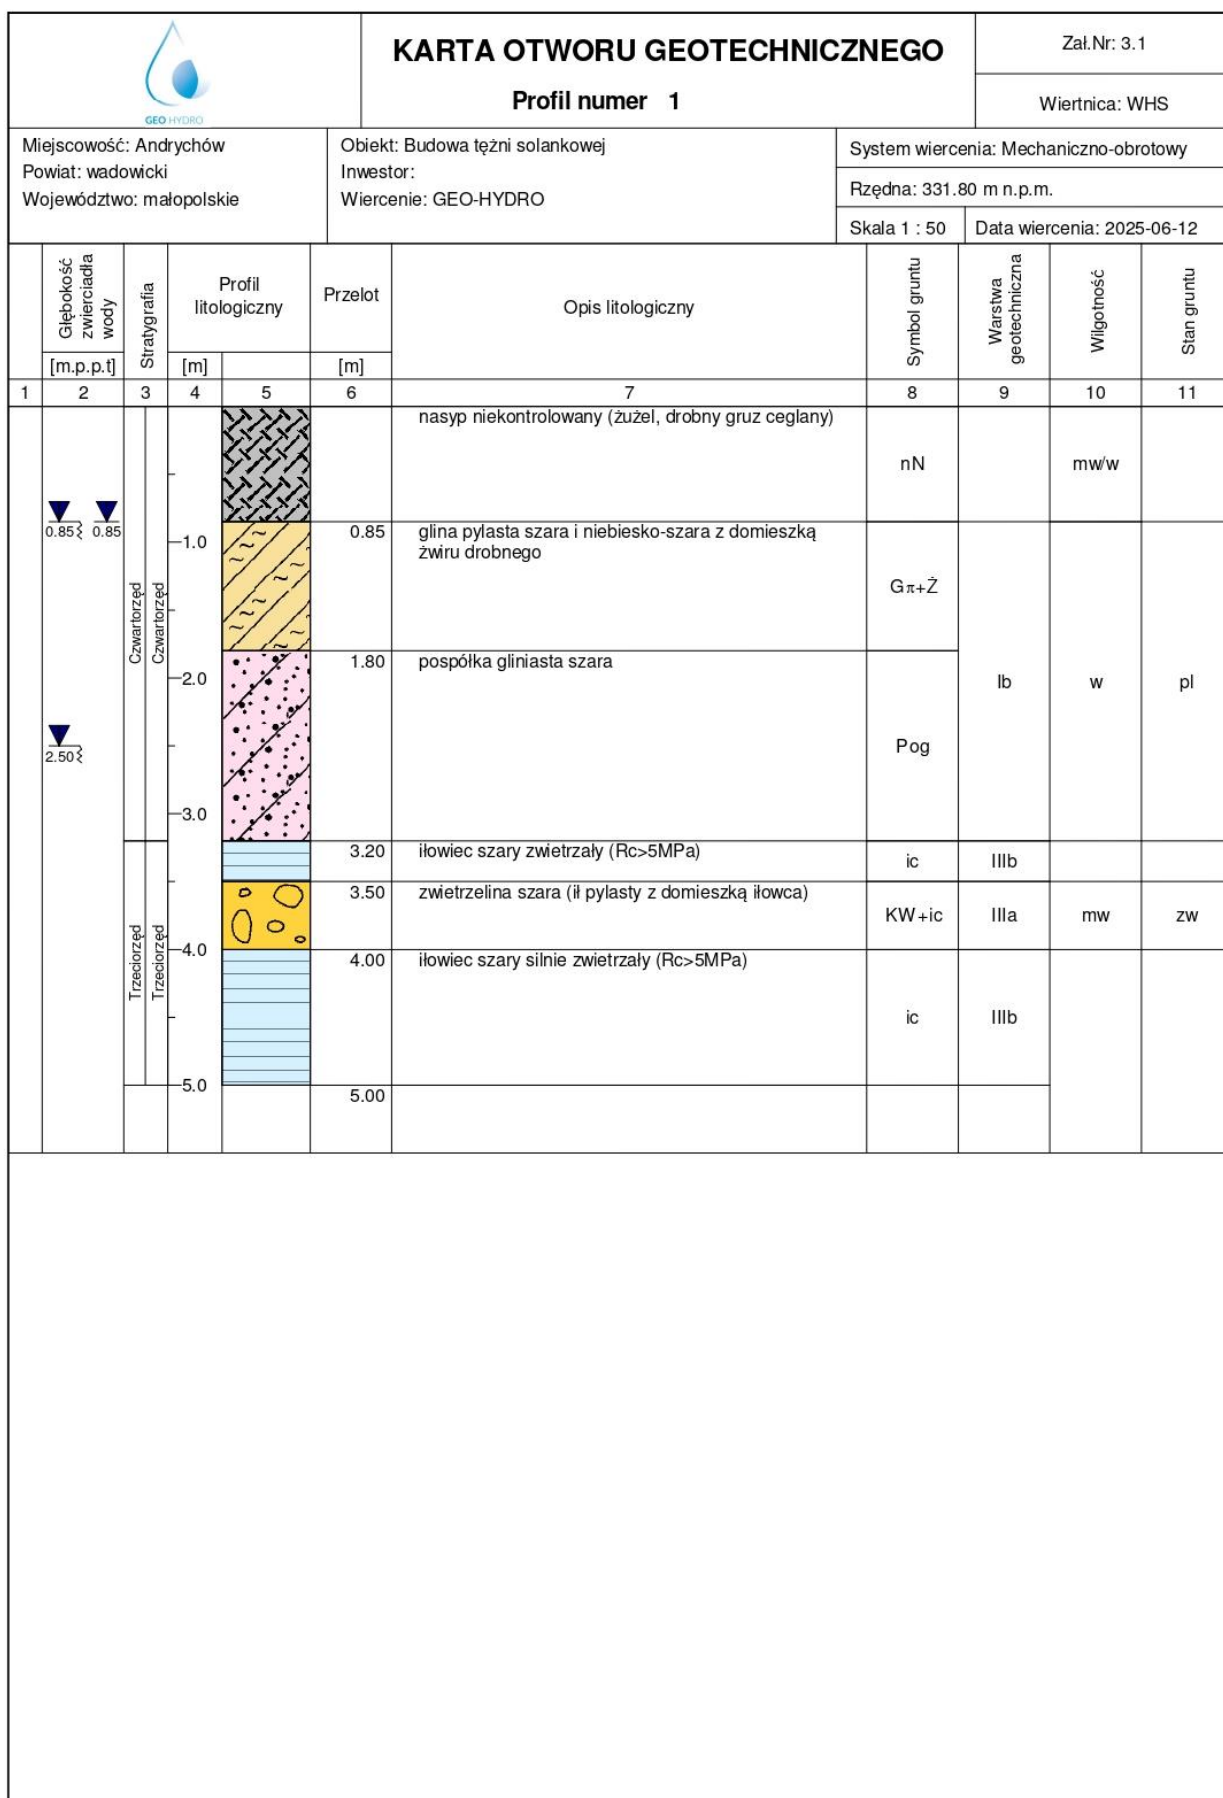 GEO HYDRO
KARTA OTWORU GEOTECHNICZNEGO
Profil numer 1
Zał.Nr: 3.1
Wiertnica: WHS
Miejscowość: Andrychów
Powiat: wadowicki
Województwo: małopolskie
Obiekt: Budowa tężni solankowej
Inwestor:
Wiercenie: GEO-HYDRO
System wiercenia: Mechaniczno-obrotowy
Rzędna: 331.80 m n.p.m.
Skala 1 : 50
Data wiercenia: 2025-06-12
Głębokość
zwierciadła
wody
[m.p.p.t]
Stratygrafia
Profil
litologiczny
[m]
Przelot
[m]
Opis litologiczny
Symbol gruntu
Warstwa
geotechniczna
Wilgotność
Stan gruntu
1 2 3 4 5 6 7 8 9 10 11
nasyp niekontrolowany (żużel, drobny gruz ceglany)
nN
mw/w
0.85 0.85
1.0
0.85
glina pylasta szara i niebiesko-szara z domieszką
żwiru drobnego
Gπ+Ż
Czwartorzęd
Czwartorzęd
1.80
pospółka gliniasta szara
2.0
Ib
w
pl
2.50
Pog
3.0
3.20
iłowiec szary zwietrzały (Rc>5MPa)
ic
IIIb
3.50
zwietrzelina szara (ił pylasty z domieszką iłowca)
KW+ic
IIIa
mw
zw
Trzeciorzęd
Trzeciorzęd
4.0
4.00
iłowiec szary silnie zwietrzały (Rc>5MPa)
ic
IIIb
5.0
5.00